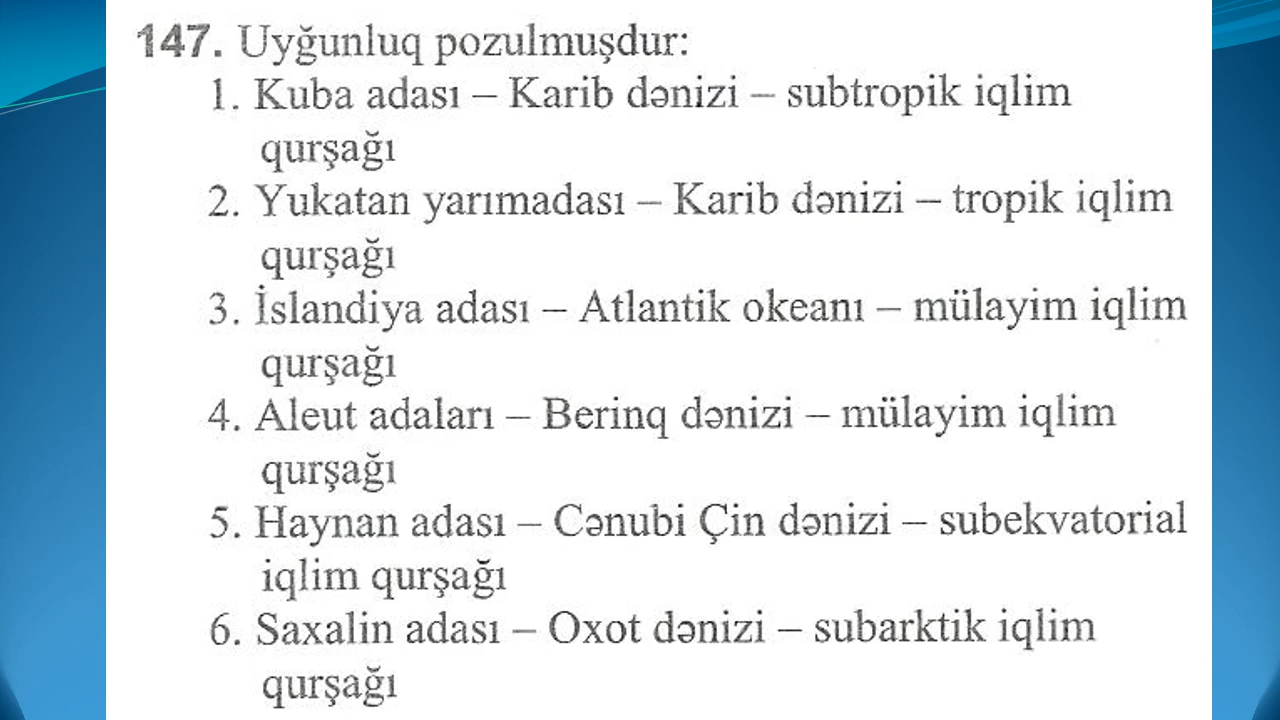 147. Uyğunluq pozulmuşdur:
1. Kuba adası – Karib dənizi – subtropik iqlim
qurşağı
2. Yukatan yarımadası – Karib dənizi – tropik iqlim
qurşağı
3. İslandiya adası – Atlantik okeanı – mülayim iqlim
qurşağı
4. Aleut adaları – Berinq dənizi – mülayim iqlim
qurşağı
5. Haynan adası – Cənubi Çin dənizi – subekvatorial
iqlim qurşağı
6. Saxalin adası – Oxot dənizi – subarktik iqlim
qurşağı